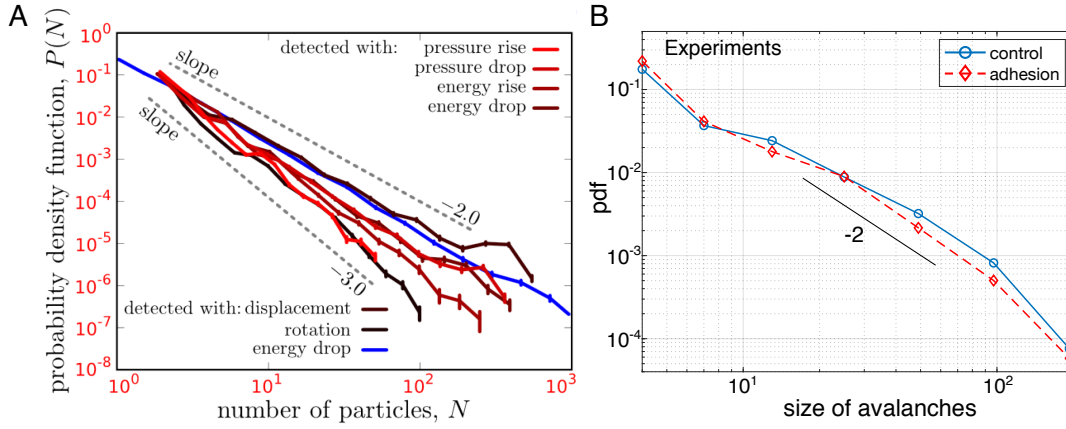 A
probability density function, P(N)
10^0
10^-1
10^-2
10^-3
10^-4
10^-5
10^-6
10^-7
10^-8
detected with: pressure rise
pressure drop
energy rise
energy drop
slope
slope
−2.0
−3.0
detected with: displacement
rotation
energy drop
10^0 10^1 10^2 10^3
number of particles, N
B
pdf
10^-1
10^-2
10^-3
10^-4
Experiments
control
adhesion
-2
10^1 10^2
size of avalanches